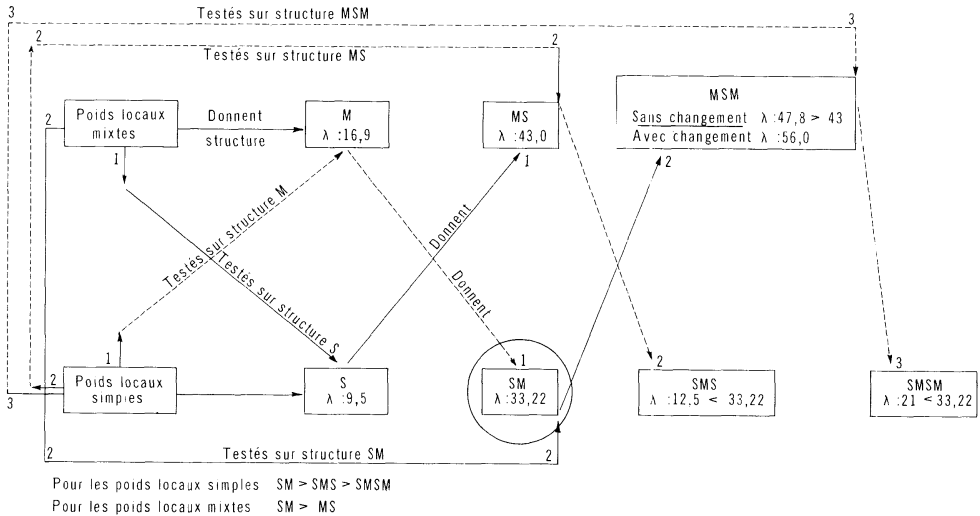 3 Testés sur structure MSM 3
2 Testés sur structure MS 2
Poids locaux
mixtes
Donnent
structure
M
λ :16,9
MS
λ :43,0
MSM
Sans changement λ :47,8 > 43
Avec changement λ :56,0
2
1
1
2
Testés sur structure M
Testés sur structure S
Donnent
Donnent
1
2
3
Poids locaux
simples
S
λ :9,5
1
SM
λ :33,22
2
SMS
λ :12,5 < 33,22
3
SMSM
λ :21 < 33,22
2 Testés sur structure SM 2
Pour les poids locaux simples SM > SMS > SMSM
Pour les poids locaux mixtes SM > MS